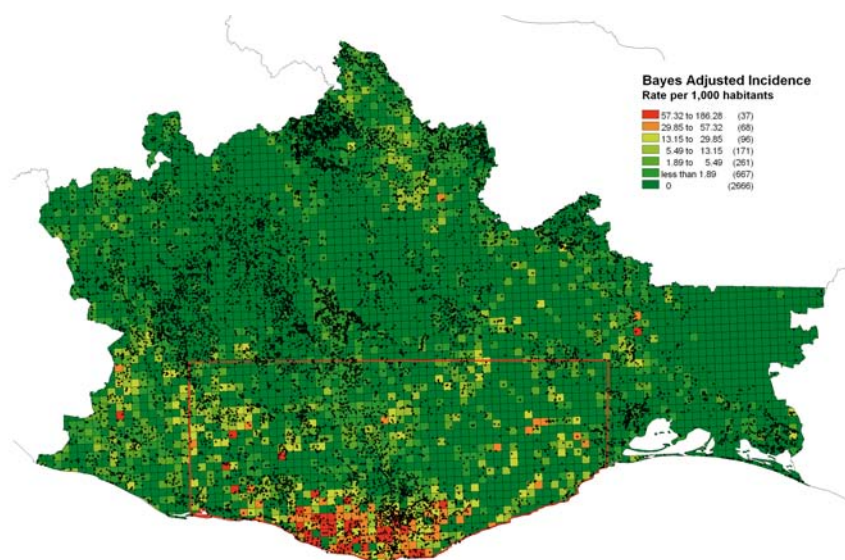 Bayes Adjusted Incidence
Rate per 1,000 habitants
57.32 to 186.28 (37)
29.85 to 57.32 (68)
13.15 to 29.85 (96)
5.49 to 13.15 (171)
1.89 to 5.49 (261)
less than 1.89 (667)
0 (2666)